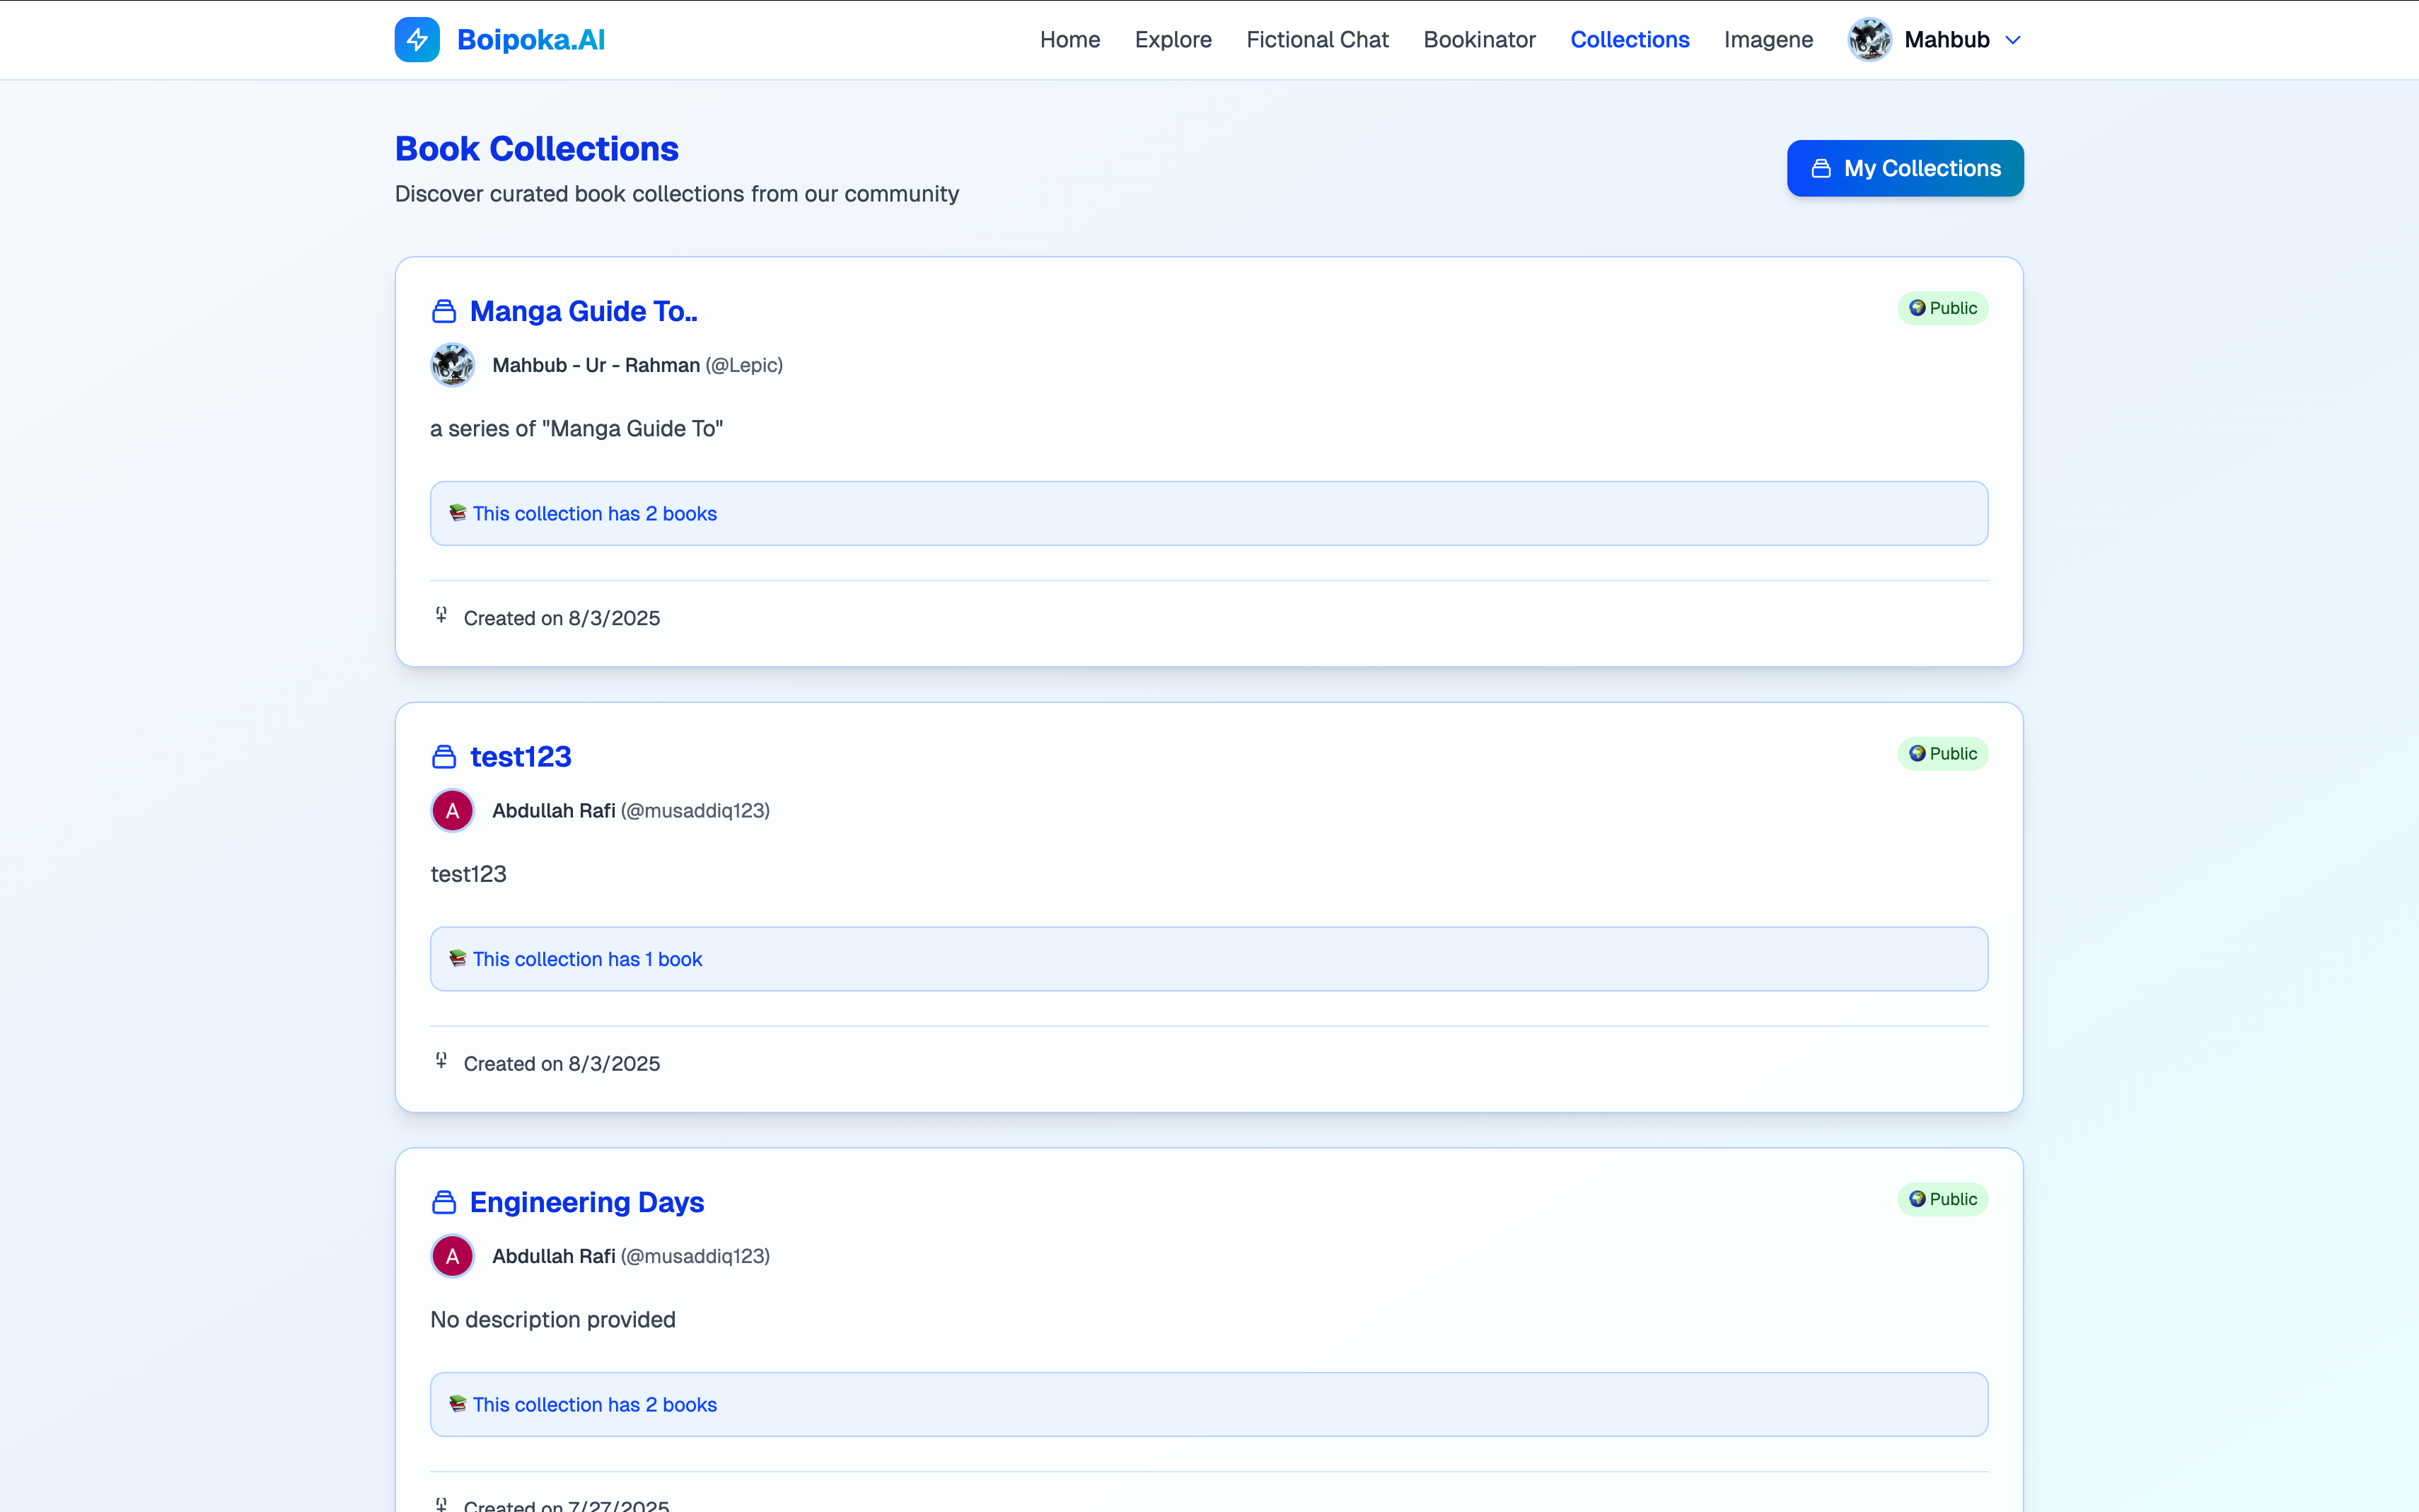 Boipoka.AI
Home Explore Fictional Chat Bookinator Collections Imagene Mahbub
Book Collections
Discover curated book collections from our community
My Collections
Manga Guide To..
Public
Mahbub - Ur - Rahman (@Lepic)
a series of "Manga Guide To"
This collection has 2 books
Created on 8/3/2025
test123
Public
A
Abdullah Rafi (@musaddiq123)
test123
This collection has 1 book
Created on 8/3/2025
Engineering Days
Public
A
Abdullah Rafi (@musaddiq123)
No description provided
This collection has 2 books
Created on 7/27/2025